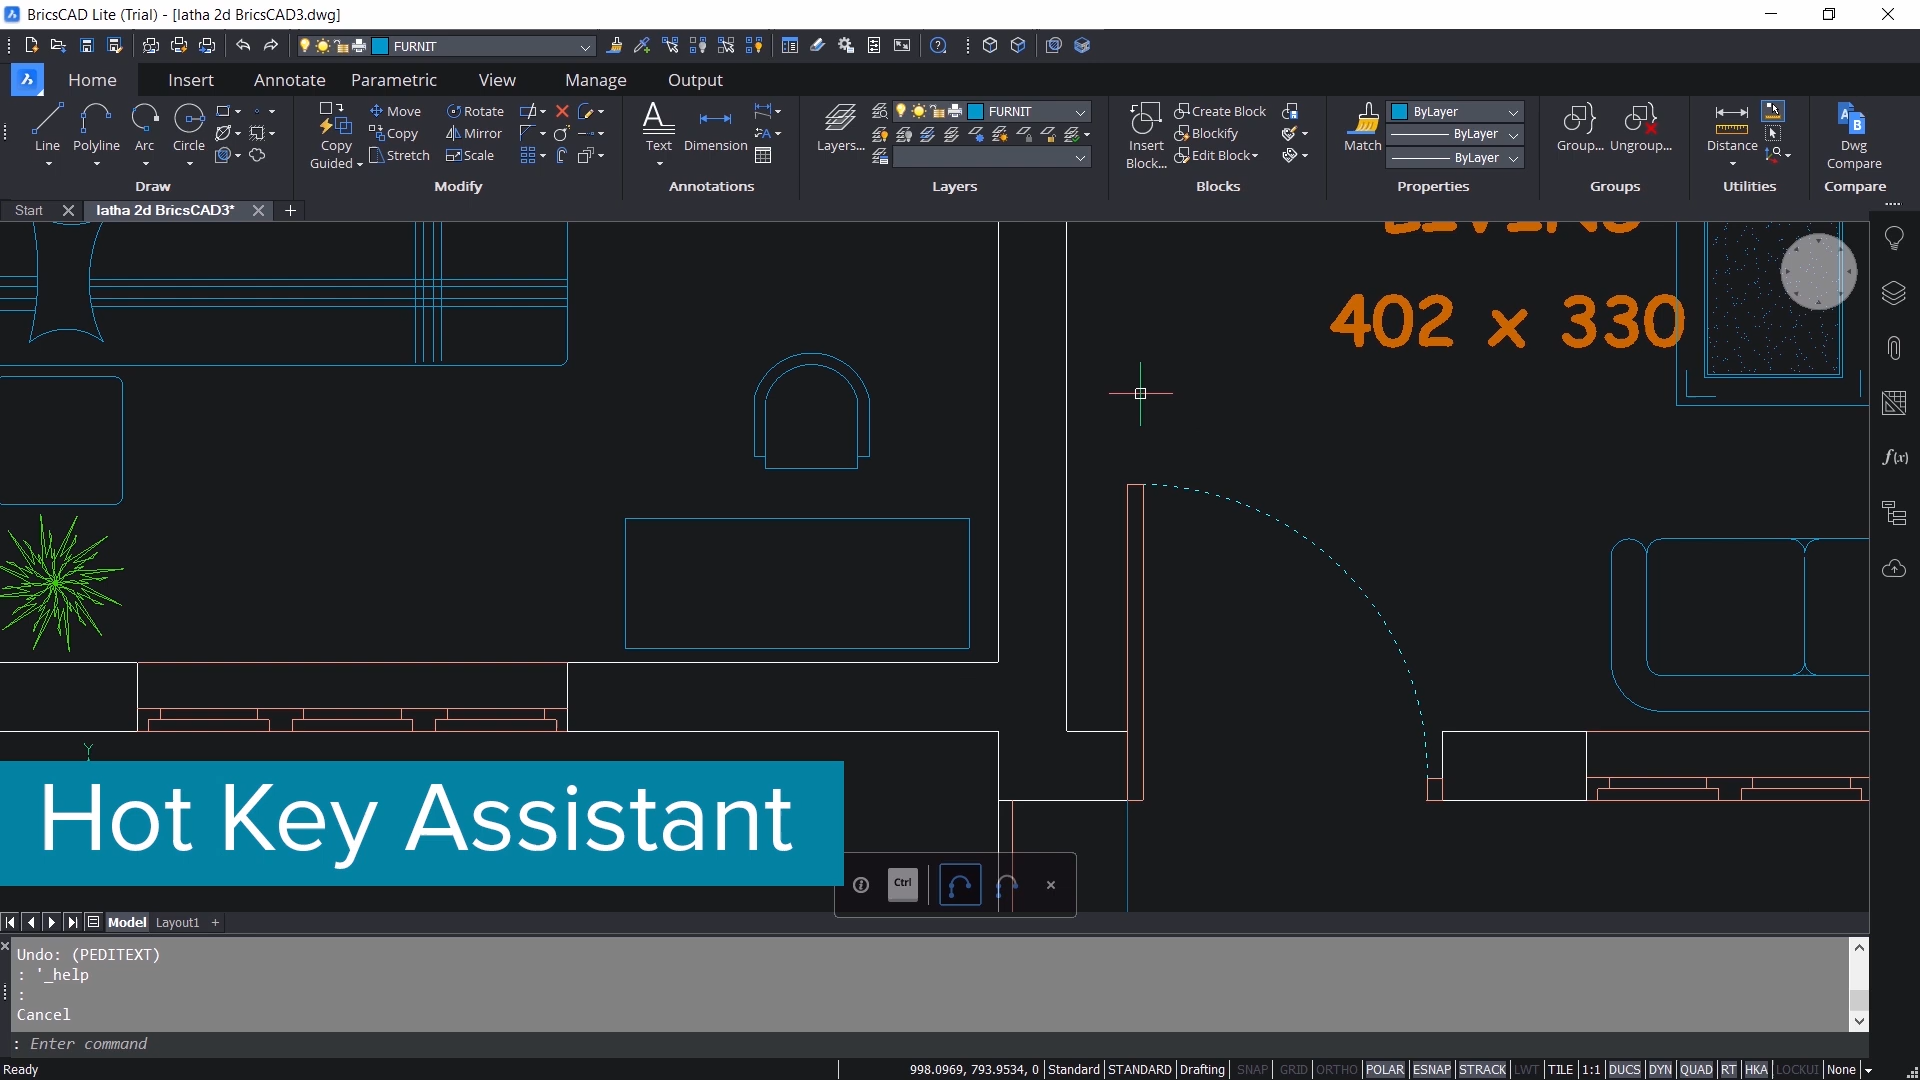 BricsCAD Lite (Trial) - [latha 2d BricsCAD3.dwg]
FURNIT
Home Insert Annotate Parametric View Manage Output
Line Polyline Arc Circle
Copy Guided
Move Rotate
Copy Mirror
Stretch Scale
Text Dimension
Layers...
FURNIT
Insert Block...
Create Block
Blockify
Edit Block
Match
ByLayer
ByLayer
ByLayer
Group... Ungroup...
Distance
Dwg Compare
Draw Modify Annotations Layers Blocks Properties Groups Utilities Compare
Start latha 2d BricsCAD3* +
LIVING
402 x 330
f(x)
Y
Hot Key Assistant
Ctrl
Model Layout1 +
Undo: (PEDITEXT)
: '_help
:
Cancel
: Enter command
Ready 998.0969, 793.9534, 0 Standard STANDARD Drafting SNAP GRID ORTHO POLAR ESNAP STRACK LWT TILE 1:1 DUCS DYN QUAD RT HKA LOCKUI None